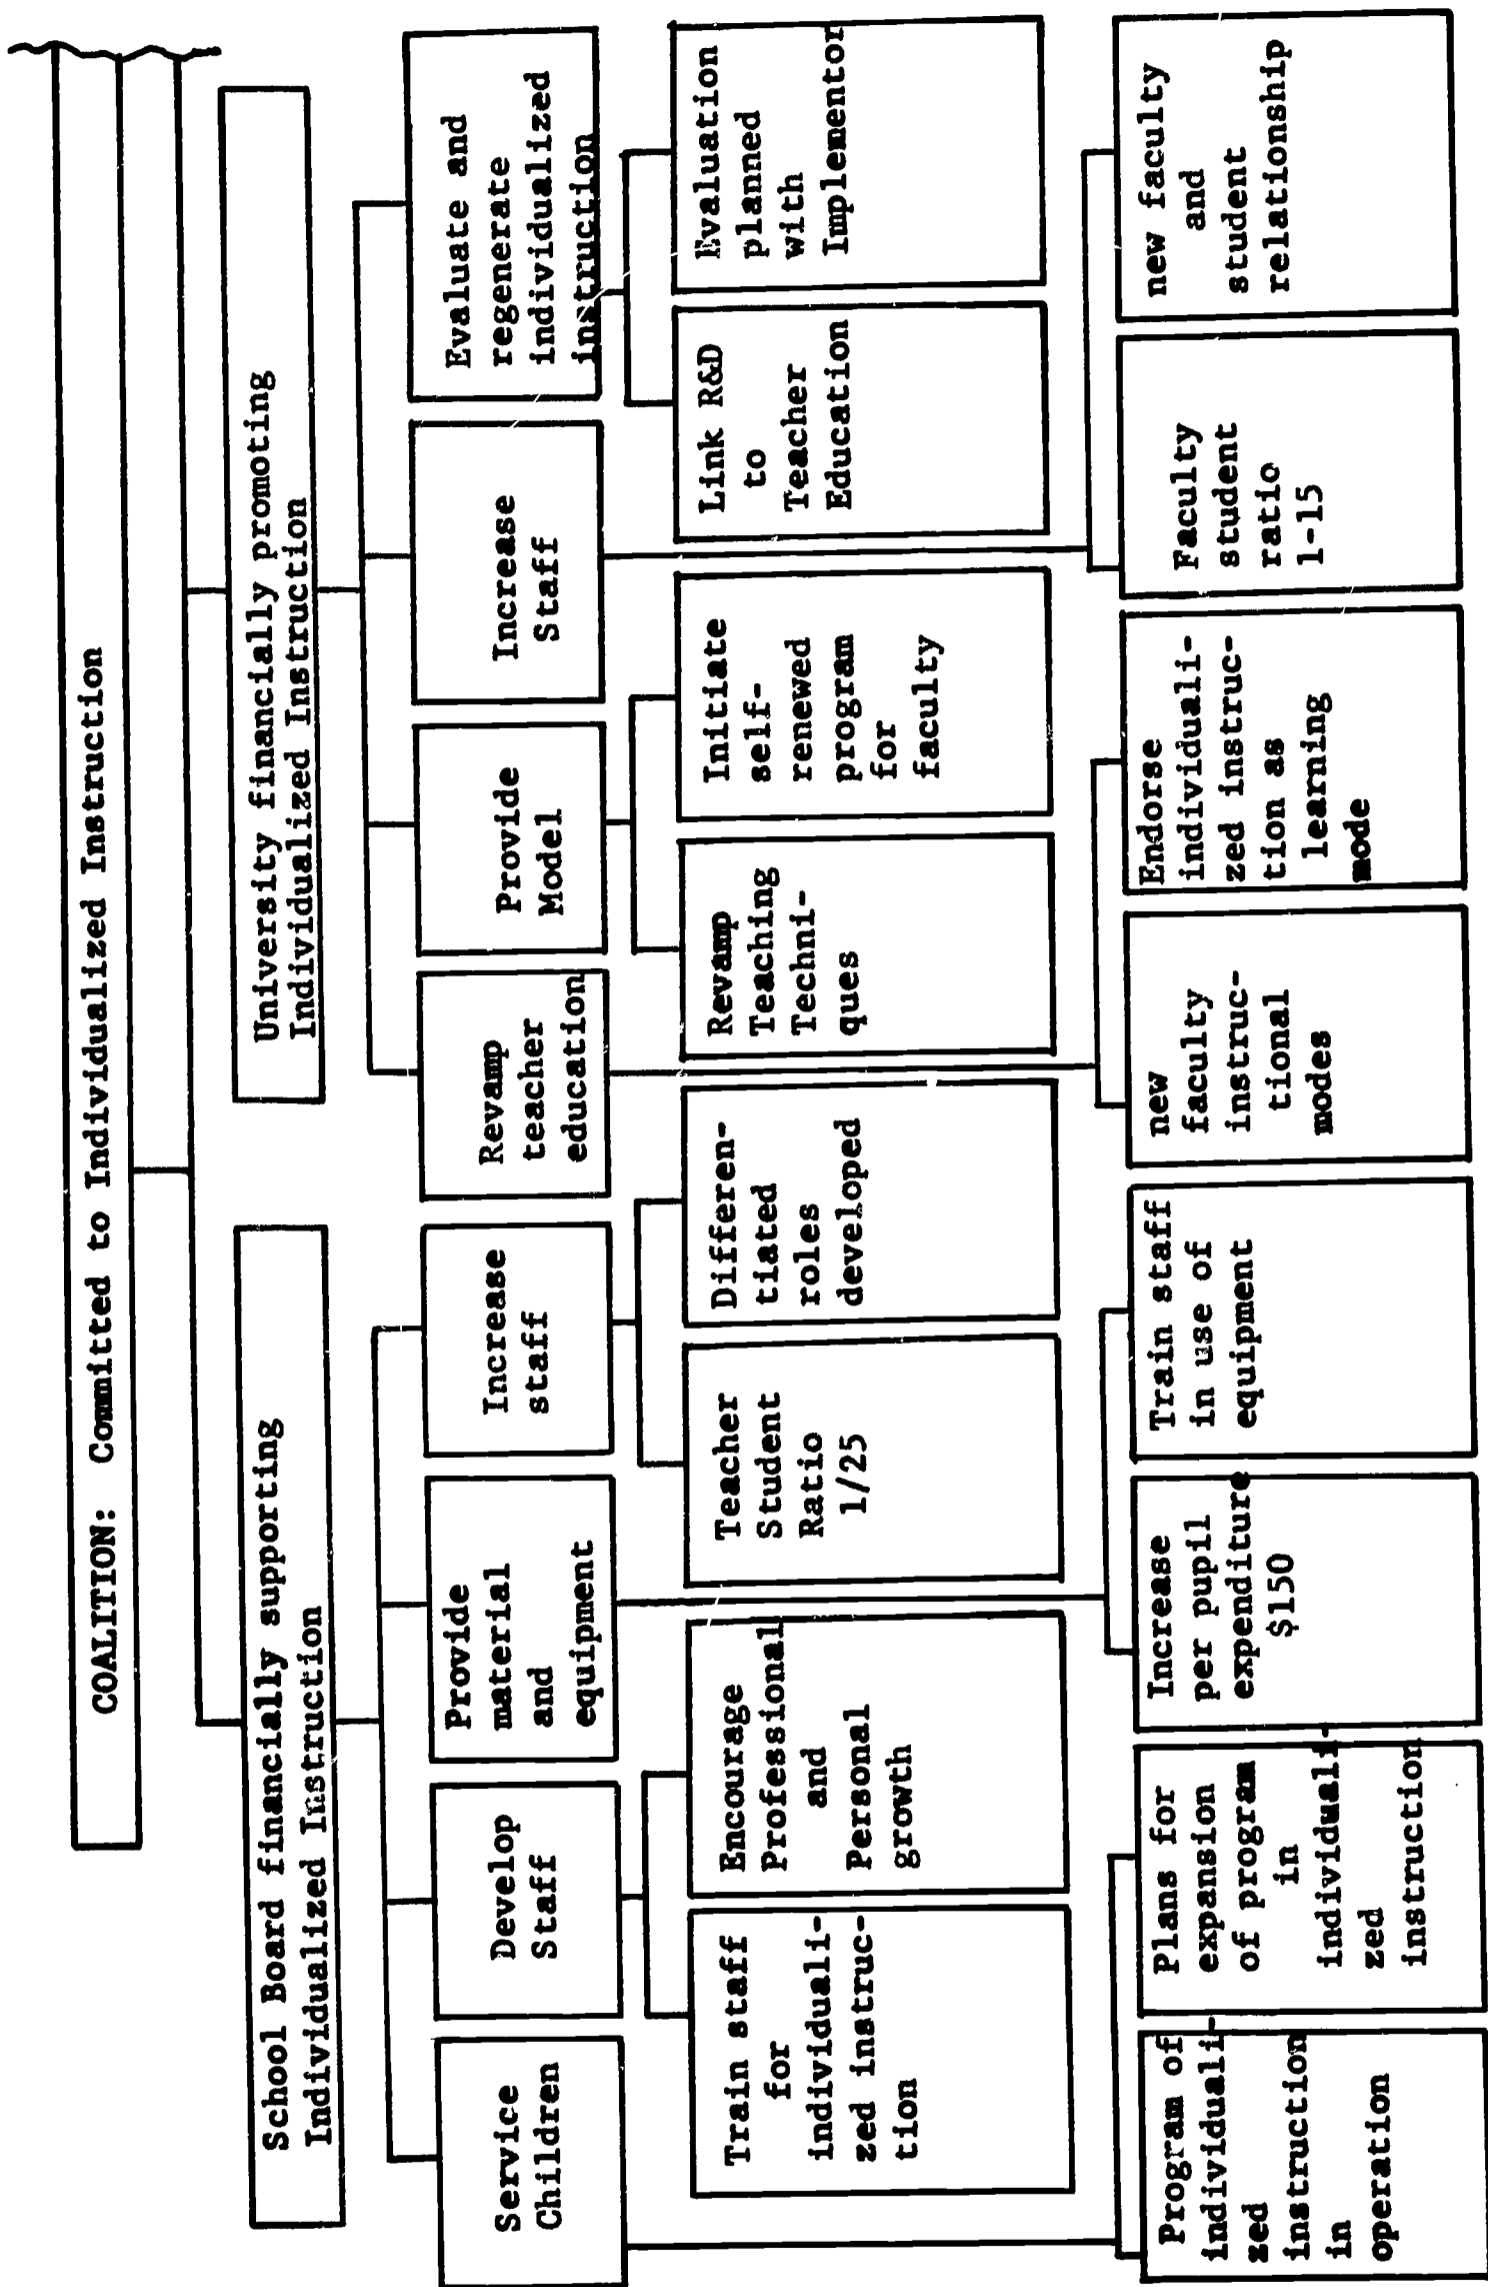 COALITION: Committed to Individualized Instruction
School Board financially supporting
Individualized Instruction
University financially promoting
Individualized Instruction
Service
Children
Develop
Staff
Provide
material
and
equipment
Increase
staff
Revamp
teacher
education
Provide
Model
Increase
Staff
Evaluate and
regenerate
individualized
instruction
Train staff
for
individuali-
zed instruc-
tion
Encourage
Professional
and
Personal
growth
Teacher
Student
Ratio
1/25
Differen-
tiated
roles
developed
Revamp
Teaching
Techni-
ques
Initiate
self-
renewed
program
for
faculty
Link R&D
to
Teacher
Education
Evaluation
planned
with
Implementor
Program of
individuali-
zed
instruction
in
operation
Plans for
expansion
of program
in
individuali-
zed
instruction
Increase
per pupil
expenditure
$150
Train staff
in use of
equipment
new
faculty
instruc-
tional
modes
Endorse
individuali-
zed instruc-
tion as
learning
mode
Faculty
student
ratio
1-15
new faculty
and
student
relationship